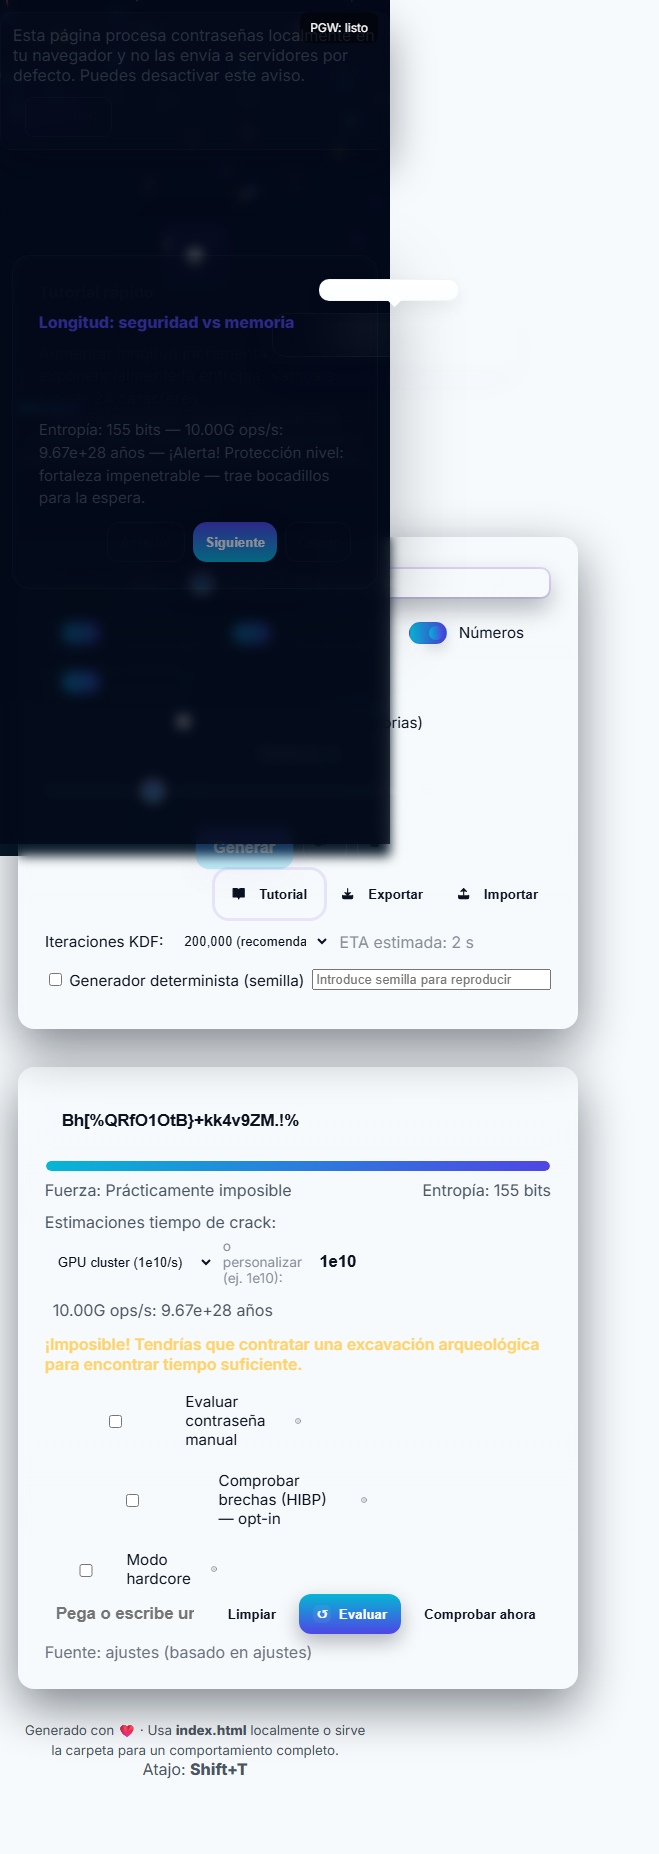 PGW: listo
Esta página procesa contraseñas localmente en
tu navegador y no las envía a servidores por
defecto. Puedes desactivar este aviso.
Longitud: seguridad vs memoria
Entropía: 155 bits — 10.00G ops/s:
9.67e+28 años — ¡Alerta! Protección nivel:
fortaleza impenetrable — trae bocadillos
para la espera.
Siguiente
Números
orias)
Generar
Tutorial Exportar Importar
Iteraciones KDF: 200,000 (recomenda ETA estimada: 2 s
Generador determinista (semilla) Introduce semilla para reproducir
Bh[%QRfO1OtB}+kk4v9ZM.!%
Fuerza: Prácticamente imposible Entropía: 155 bits
Estimaciones tiempo de crack:
GPU cluster (1e10/s) o personalizar (ej. 1e10): 1e10
10.00G ops/s: 9.67e+28 años
¡Imposible! Tendrías que contratar una excavación arqueológica
para encontrar tiempo suficiente.
Evaluar
contraseña
manual
Comprobar
brechas (HIBP)
— opt-in
Modo
hardcore
Pega o escribe ur Limpiar Evaluar Comprobar ahora
Fuente: ajustes (basado en ajustes)
Generado con ❤️ · Usa index.html localmente o sirve
la carpeta para un comportamiento completo.
Atajo: Shift+T